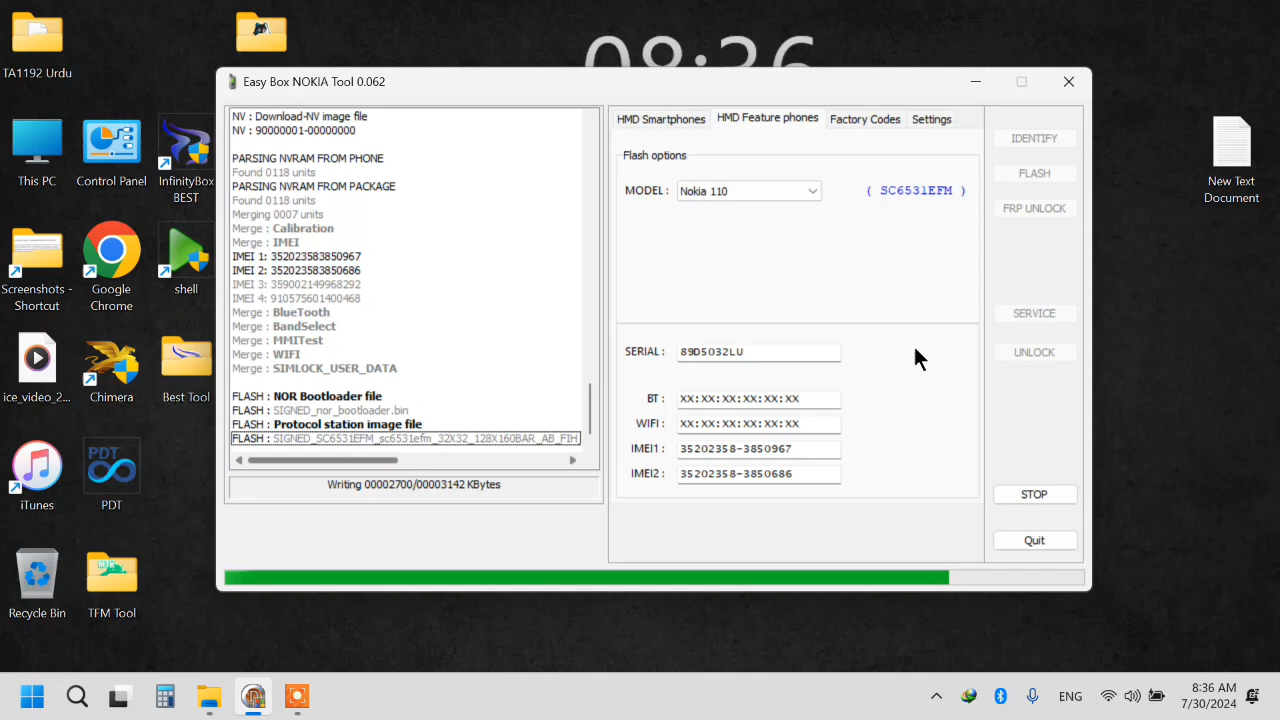 08:36
TA1192 Urdu
This PC
Control Panel
InfinityBox
BEST
Screenshots -
Shortcut
Google
Chrome
shell
ice_video_2...
Chimera
Best Tool
iTunes
PDT
PDT
Recycle Bin
MTK
TFM Tool
New Text
Document
Easy Box NOKIA Tool 0.062
NV : Download-NV image file
NV : 90000001-00000000
PARSING NVRAM FROM PHONE
Found 0118 units
PARSING NVRAM FROM PACKAGE
Found 0118 units
Merging 0007 units
Merge : Calibration
Merge : IMEI
IMEI 1: 352023583850967
IMEI 2: 352023583850686
IMEI 3: 359002149968292
IMEI 4: 910575601400468
Merge : BlueTooth
Merge : BandSelect
Merge : MMITest
Merge : WIFI
Merge : SIMLOCK_USER_DATA
FLASH : NOR Bootloader file
FLASH : SIGNED_nor_bootloader.bin
FLASH : Protocol station image file
FLASH : SIGNED_SC6531EFM_sc6531efm_32X32_128X160BAR_AB_FIH
Writing 00002700/00003142 KBytes
HMD Smartphones
HMD Feature phones
Factory Codes
Settings
Flash options
MODEL :
Nokia 110
( SC6531EFM )
SERIAL :
89D5032LU
BT :
XX:XX:XX:XX:XX:XX
WIFI :
XX:XX:XX:XX:XX:XX
IMEI1 :
35202358-3850967
IMEI2 :
35202358-3850686
IDENTIFY
FLASH
FRP UNLOCK
SERVICE
UNLOCK
STOP
Quit
ENG
8:36 AM
7/30/2024